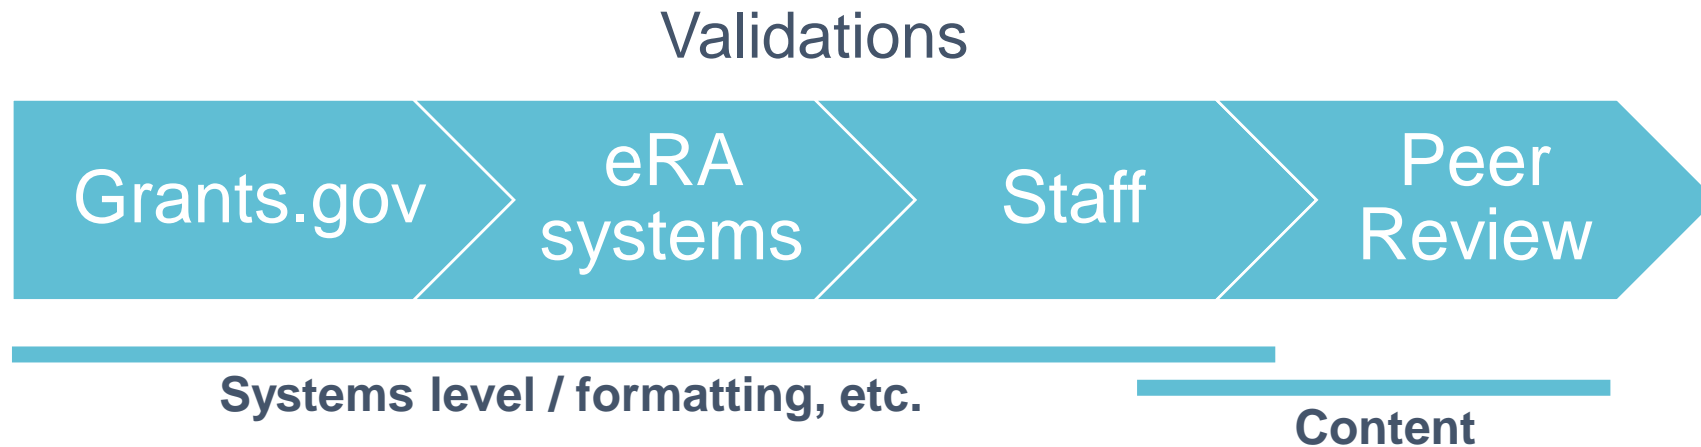 Validations
Grants.gov
eRA
systems
Staff
Peer
Review
Systems level / formatting, etc.
Content